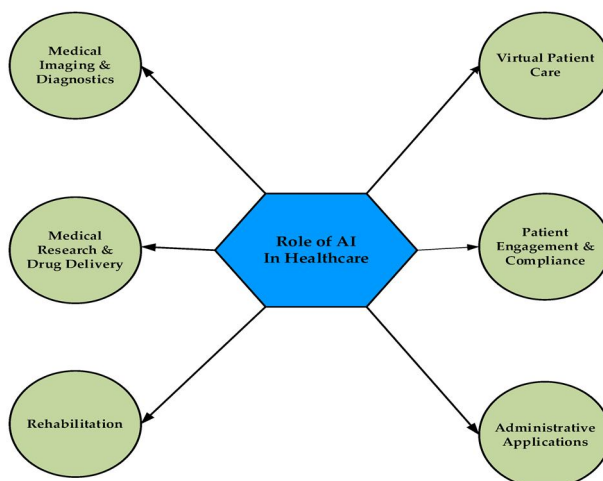 Medical
Imaging &
Diagnostics
Virtual Patient
Care
Medical
Research &
Drug Delivery
Role of AI
In Healthcare
Patient
Engagement &
Compliance
Rehabilitation
Administrative
Applications